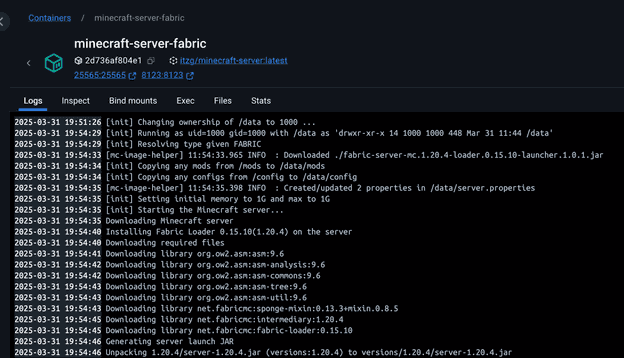 Containers / minecraft-server-fabric
minecraft-server-fabric
2d736af804e1 itzg/minecraft-server:latest
25565:25565 8123:8123
Logs Inspect Bind mounts Exec Files Stats
2025-03-31 19:51:26 [init] Changing ownership of /data to 1000 ...
2025-03-31 19:54:29 [init] Running as uid=1000 gid=1000 with /data as 'drwxr-xr-x 14 1000 1000 448 Mar 31 11:44 /data'
2025-03-31 19:54:29 [init] Resolving type given FABRIC
2025-03-31 19:54:33 [mc-image-helper] 11:54:33.965 INFO : Downloaded ./fabric-server-mc.1.20.4-loader.0.15.10-launcher.1.0.1.jar
2025-03-31 19:54:34 [init] Copying any mods from /mods to /data/mods
2025-03-31 19:54:34 [init] Copying any configs from /config to /data/config
2025-03-31 19:54:35 [mc-image-helper] 11:54:35.398 INFO : Created/updated 2 properties in /data/server.properties
2025-03-31 19:54:35 [init] Setting initial memory to 1G and max to 1G
2025-03-31 19:54:35 [init] Starting the Minecraft server...
2025-03-31 19:54:35 Downloading Minecraft server
2025-03-31 19:54:40 Installing Fabric Loader 0.15.10(1.20.4) on the server
2025-03-31 19:54:40 Downloading required files
2025-03-31 19:54:41 Downloading library org.ow2.asm:asm:9.6
2025-03-31 19:54:42 Downloading library org.ow2.asm:asm-analysis:9.6
2025-03-31 19:54:42 Downloading library org.ow2.asm:asm-commons:9.6
2025-03-31 19:54:43 Downloading library org.ow2.asm:asm-tree:9.6
2025-03-31 19:54:43 Downloading library org.ow2.asm:asm-util:9.6
2025-03-31 19:54:43 Downloading library net.fabricmc:sponge-mixin:0.13.3+mixin.0.8.5
2025-03-31 19:54:45 Downloading library net.fabricmc:intermediary:1.20.4
2025-03-31 19:54:45 Downloading library net.fabricmc:fabric-loader:0.15.10
2025-03-31 19:54:46 Generating server launch JAR
2025-03-31 19:54:46 Unpacking 1.20.4/server-1.20.4.jar (versions:1.20.4) to versions/1.20.4/server-1.20.4.jar